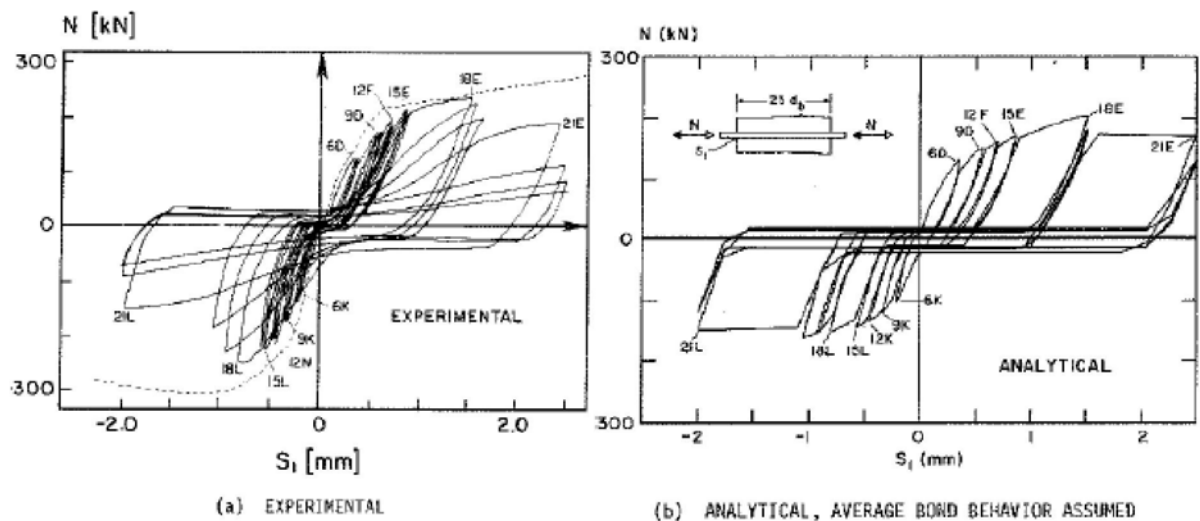 N [kN]
300
18E
12F 15E
9D
6D
21E
0
6K
EXPERIMENTAL
21L
9K
12N
18L
15L
300
-2.0
0
2.0
S₁ [mm]
(a) EXPERIMENTAL
N (kN)
300
25 d_b
N
N
S₁
12F 15E
18E
9D
6D
21E
0
6K
9K
12K
21L
18L
15L
ANALYTICAL
300
-2
-1
0
1
2
S₁ (mm)
(b) ANALYTICAL, AVERAGE BOND BEHAVIOR ASSUMED